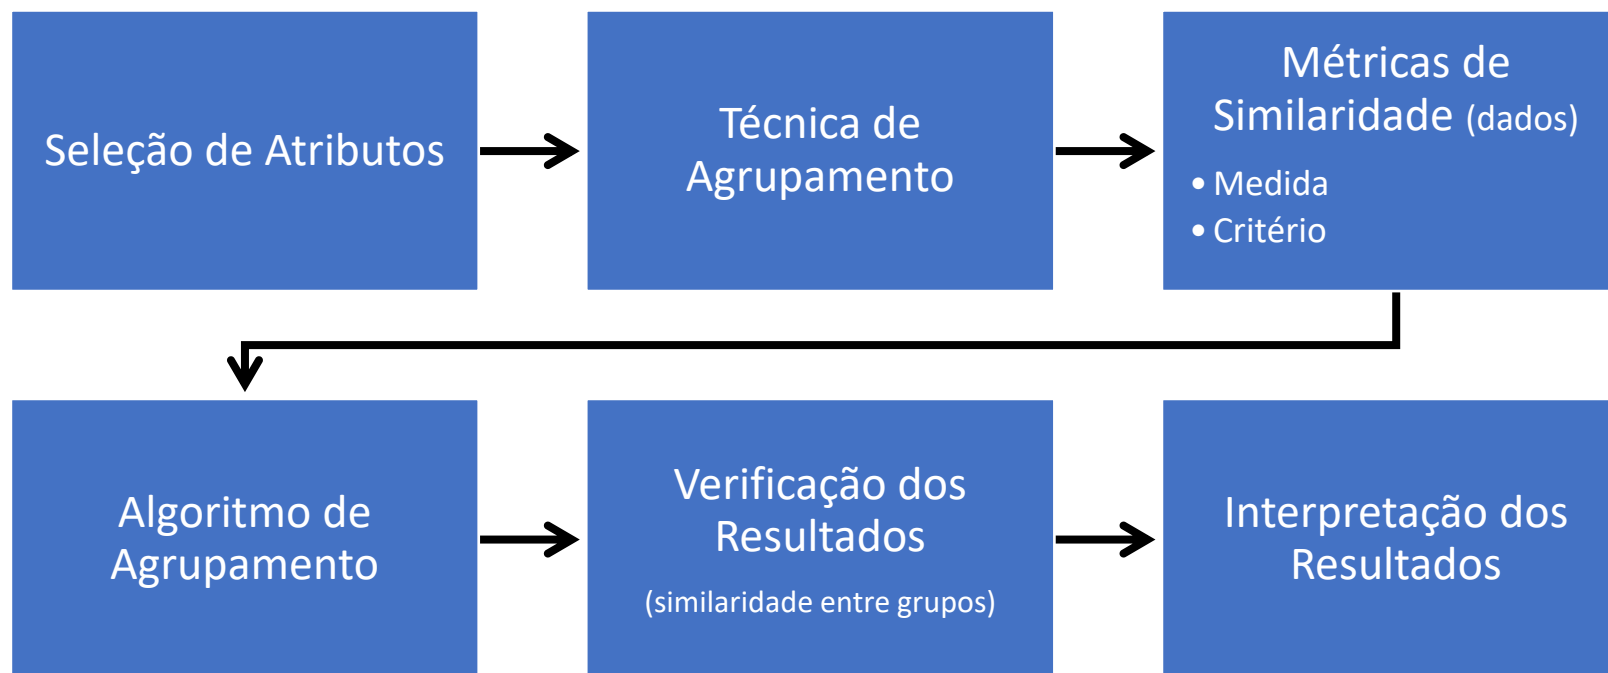 Seleção de Atributos
Técnica de
Agrupamento
Métricas de
Similaridade (dados)
• Medida
• Critério
Algoritmo de
Agrupamento
Verificação dos
Resultados
(similaridade entre grupos)
Interpretação dos
Resultados